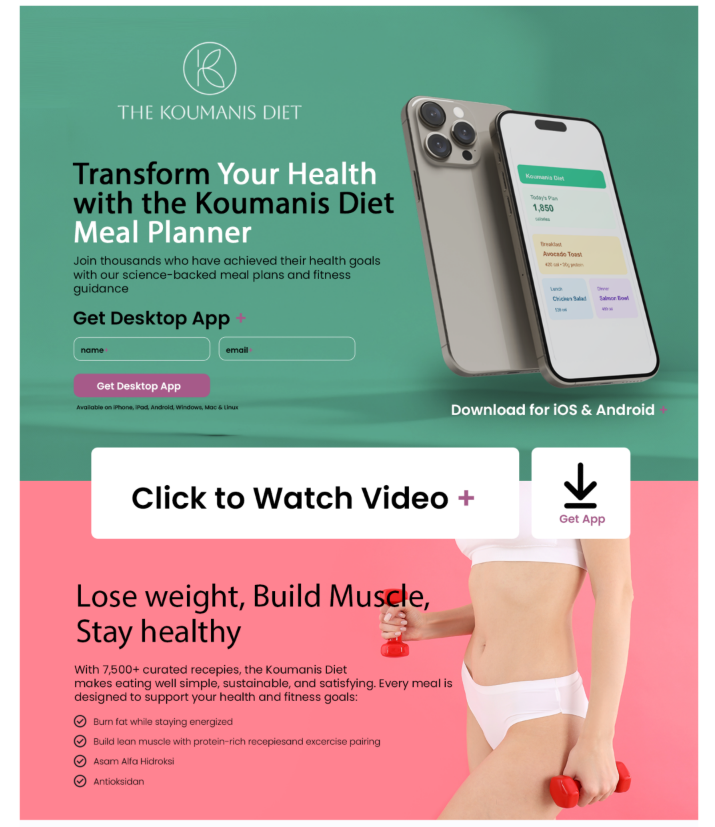 THE KOUMANIS DIET
Transform Your Health
with the Koumanis Diet
Meal Planner
Join thousands who have achieved their health goals
with our science-backed meal plans and fitness
guidance
Get Desktop App +
name*
email*
Get Desktop App
Available on iPhone, iPad, Android, Windows, Mac & Linux
Koumanis Diet
Today's Plan
1,850
calories
Breakfast
Avocado Toast
Lunch
Chicken Salad
Dinner
Salmon Bowl
Download for iOS & Android +
Click to Watch Video +
Get App
Lose weight, Build Muscle,
Stay healthy
With 7,500+ curated recepies, the Koumanis Diet
makes eating well simple, sustainable, and satisfying. Every meal is
designed to support your health and fitness goals:
Burn fat while staying energized
Build lean muscle with protein-rich recepiesand excercise pairing
Asam Alfa Hidroksi
Antioksidan